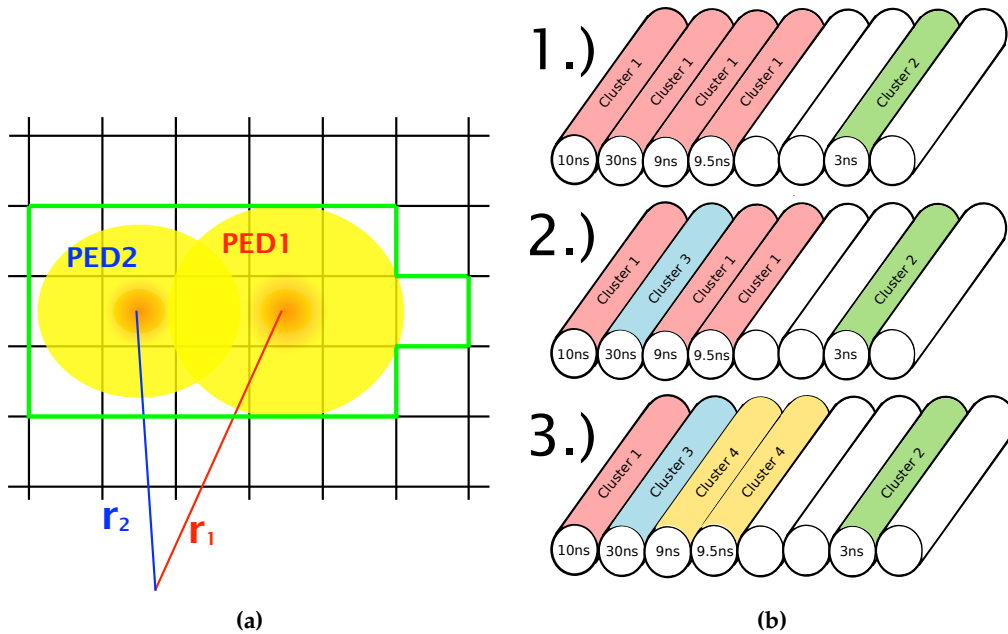 PED2
PED1
r₂
r₁
(a)
1.)
Cluster 1
Cluster 1
Cluster 1
Cluster 1
Cluster 2
10ns
30ns
9ns
9.5ns
3ns
2.)
Cluster 1
Cluster 3
Cluster 1
Cluster 1
Cluster 2
10ns
30ns
9ns
9.5ns
3ns
3.)
Cluster 1
Cluster 3
Cluster 4
Cluster 4
Cluster 2
10ns
30ns
9ns
9.5ns
3ns
(b)